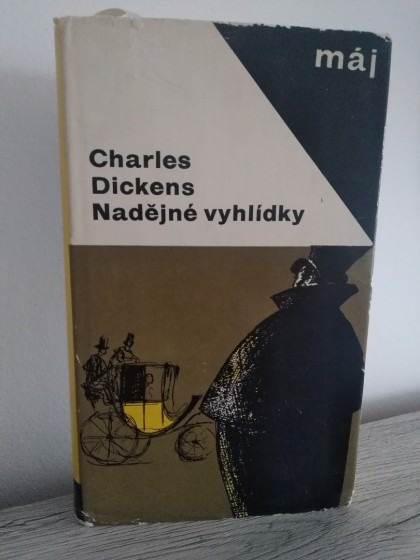 máj
Charles
Dickens
Nadějné vyhlídky